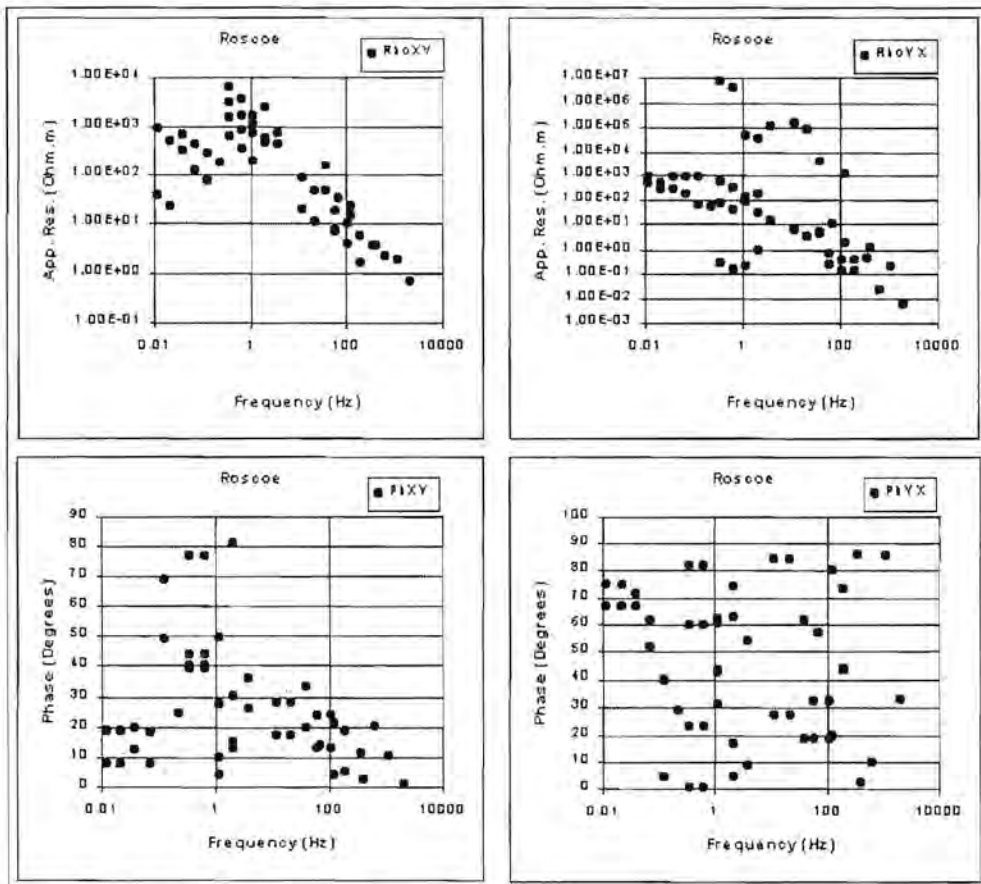 Roscoe
RhoXY
App. Res. (Ohm.m)
1.00E+04
1.00E+03
1.00E+02
1.00E+01
1.00E+00
1.00E-01
0.01 1 100 10000
Frequency (Hz)
Roscoe
RhoYX
App. Res. (Ohm.m)
1.00E+07
1.00E+06
1.00E+05
1.00E+04
1.00E+03
1.00E+02
1.00E+01
1.00E+00
1.00E-01
1.00E-02
1.00E-03
0.01 1 100 10000
Frequency (Hz)
Roscoe
PhXY
Phase (Degrees)
90
80
70
60
50
40
30
20
10
0
0.01 1 100 10000
Frequency (Hz)
Roscoe
PhYX
Phase (Degrees)
100
90
80
70
60
50
40
30
20
10
0
0.01 1 100 10000
Frequency (Hz)